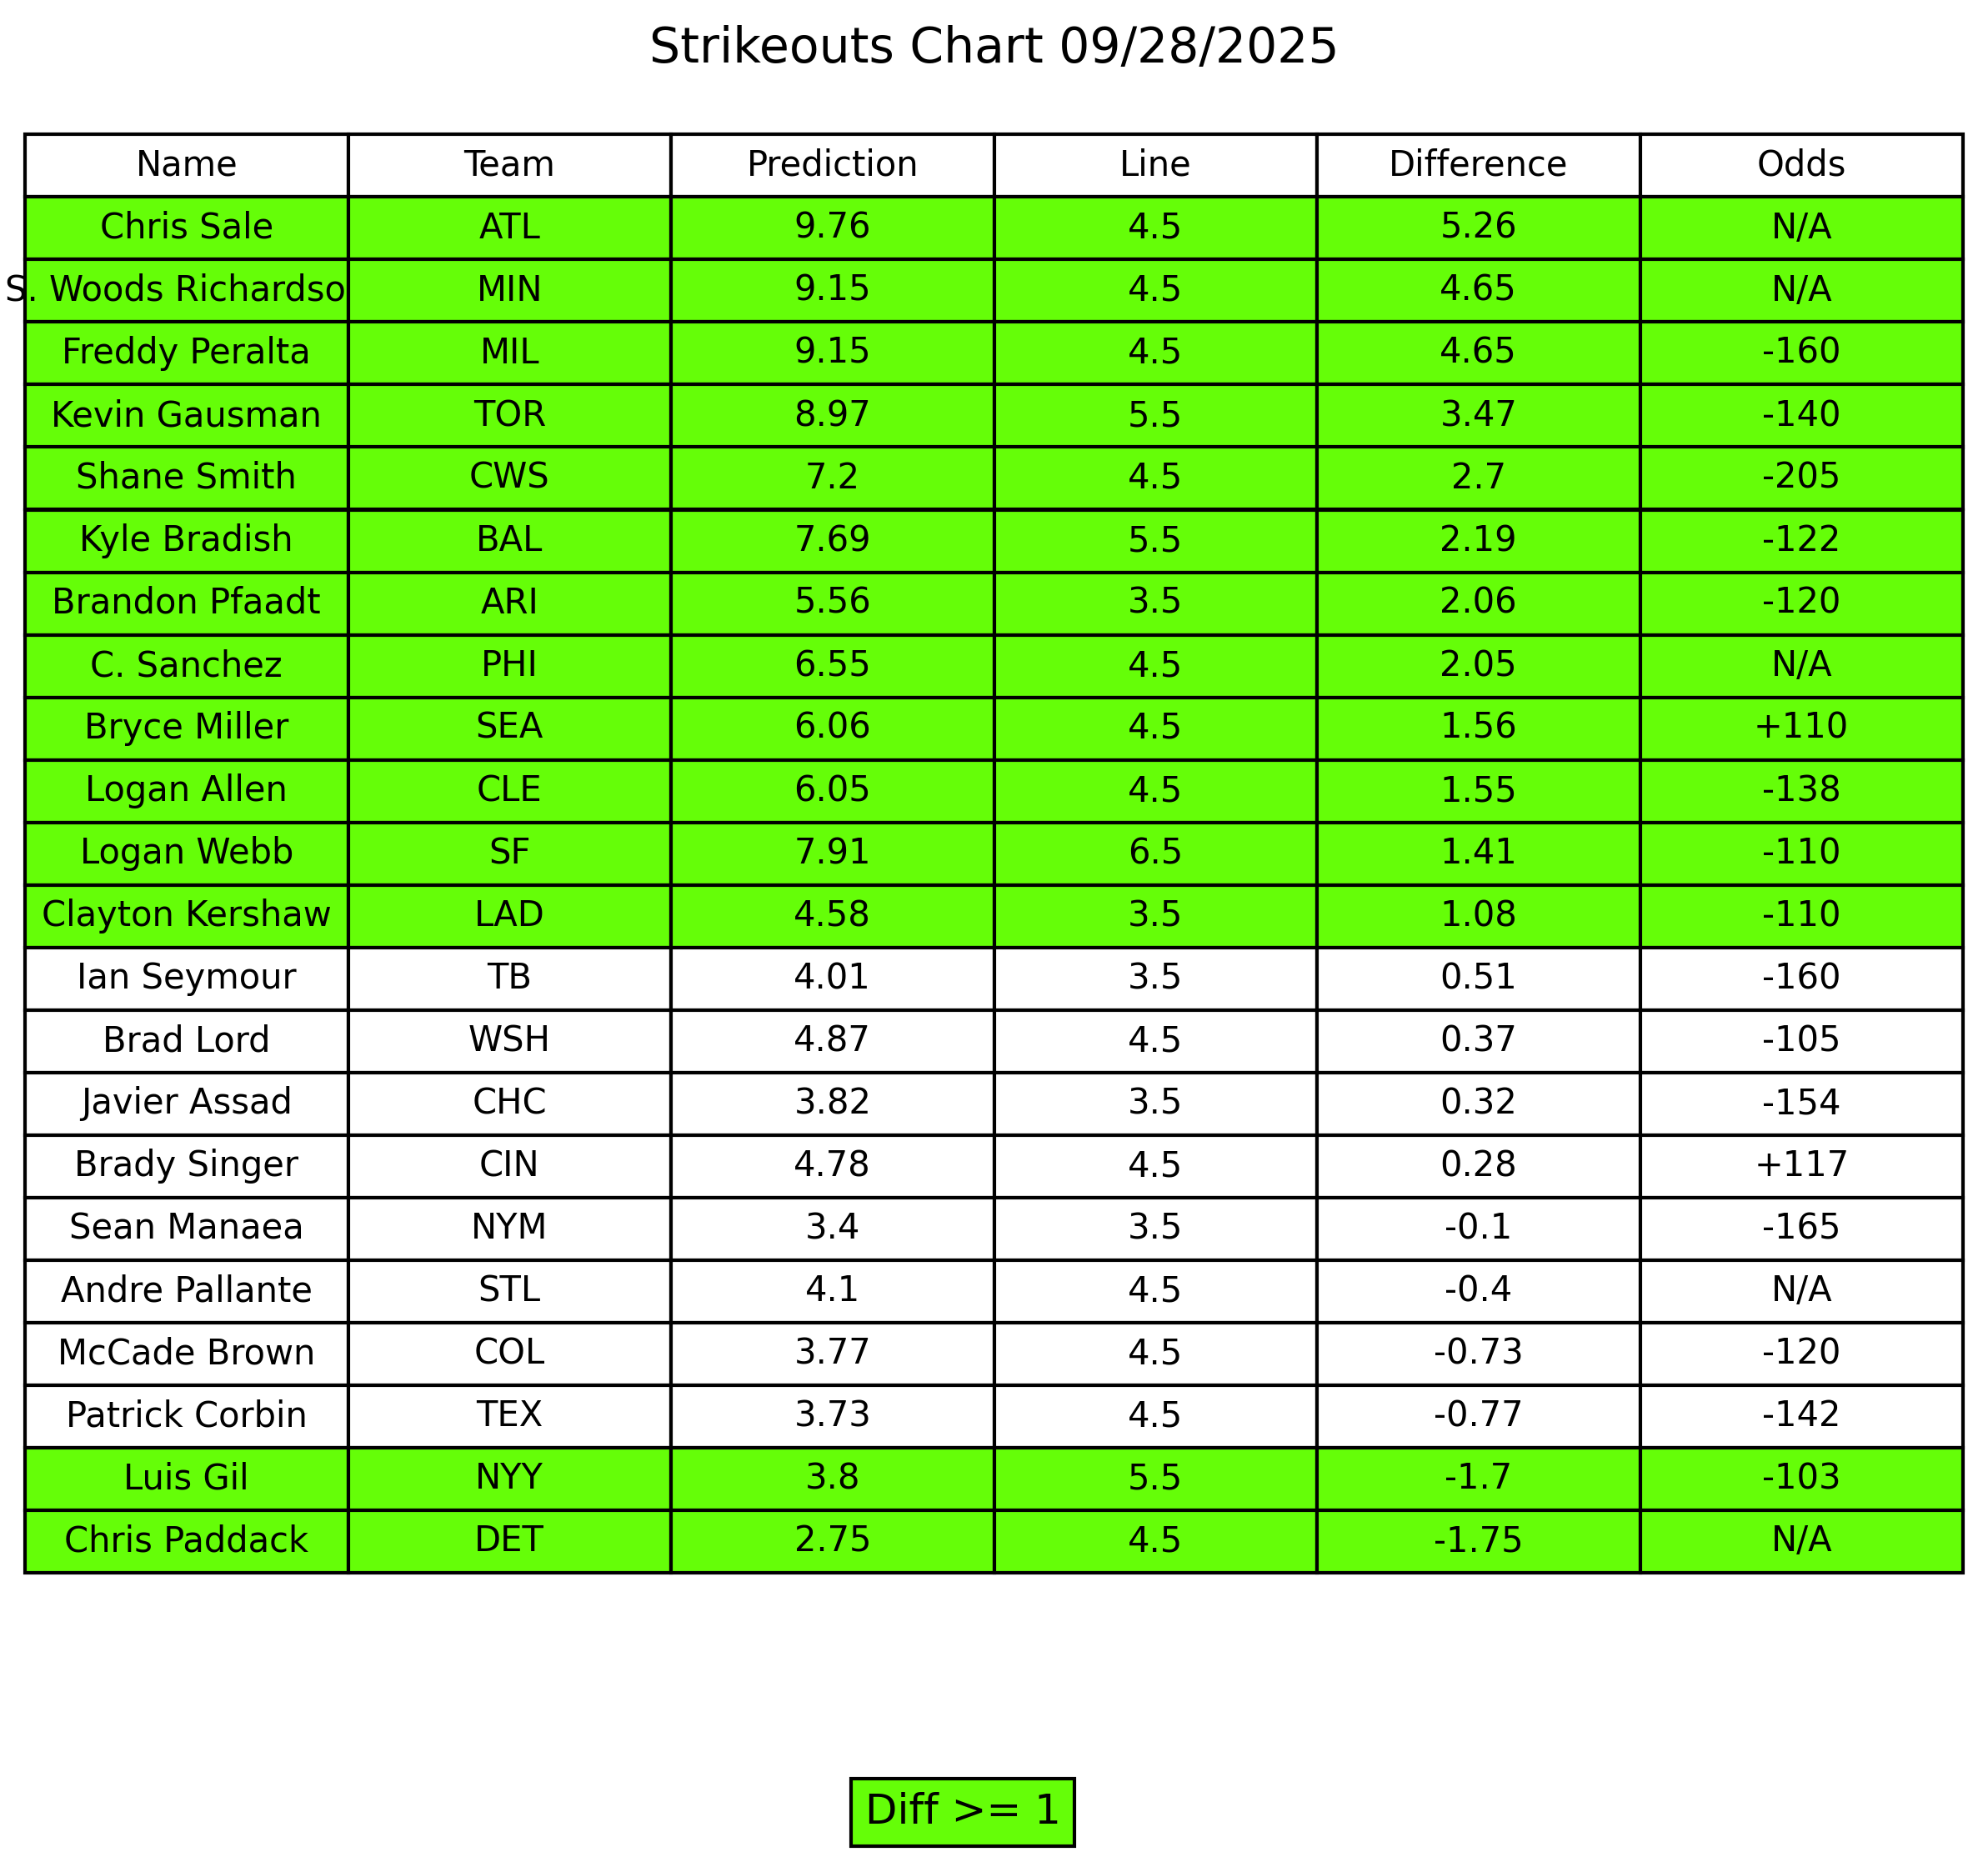 Strikeouts Chart 09/28/2025
Name Team Prediction Line Difference Odds
Chris Sale ATL 9.76 4.5 5.26 N/A
S. Woods Richardso MIN 9.15 4.5 4.65 N/A
Freddy Peralta MIL 9.15 4.5 4.65 -160
Kevin Gausman TOR 8.97 5.5 3.47 -140
Shane Smith CWS 7.2 4.5 2.7 -205
Kyle Bradish BAL 7.69 5.5 2.19 -122
Brandon Pfaadt ARI 5.56 3.5 2.06 -120
C. Sanchez PHI 6.55 4.5 2.05 N/A
Bryce Miller SEA 6.06 4.5 1.56 +110
Logan Allen CLE 6.05 4.5 1.55 -138
Logan Webb SF 7.91 6.5 1.41 -110
Clayton Kershaw LAD 4.58 3.5 1.08 -110
Ian Seymour TB 4.01 3.5 0.51 -160
Brad Lord WSH 4.87 4.5 0.37 -105
Javier Assad CHC 3.82 3.5 0.32 -154
Brady Singer CIN 4.78 4.5 0.28 +117
Sean Manaea NYM 3.4 3.5 -0.1 -165
Andre Pallante STL 4.1 4.5 -0.4 N/A
McCade Brown COL 3.77 4.5 -0.73 -120
Patrick Corbin TEX 3.73 4.5 -0.77 -142
Luis Gil NYY 3.8 5.5 -1.7 -103
Chris Paddack DET 2.75 4.5 -1.75 N/A
Diff >= 1